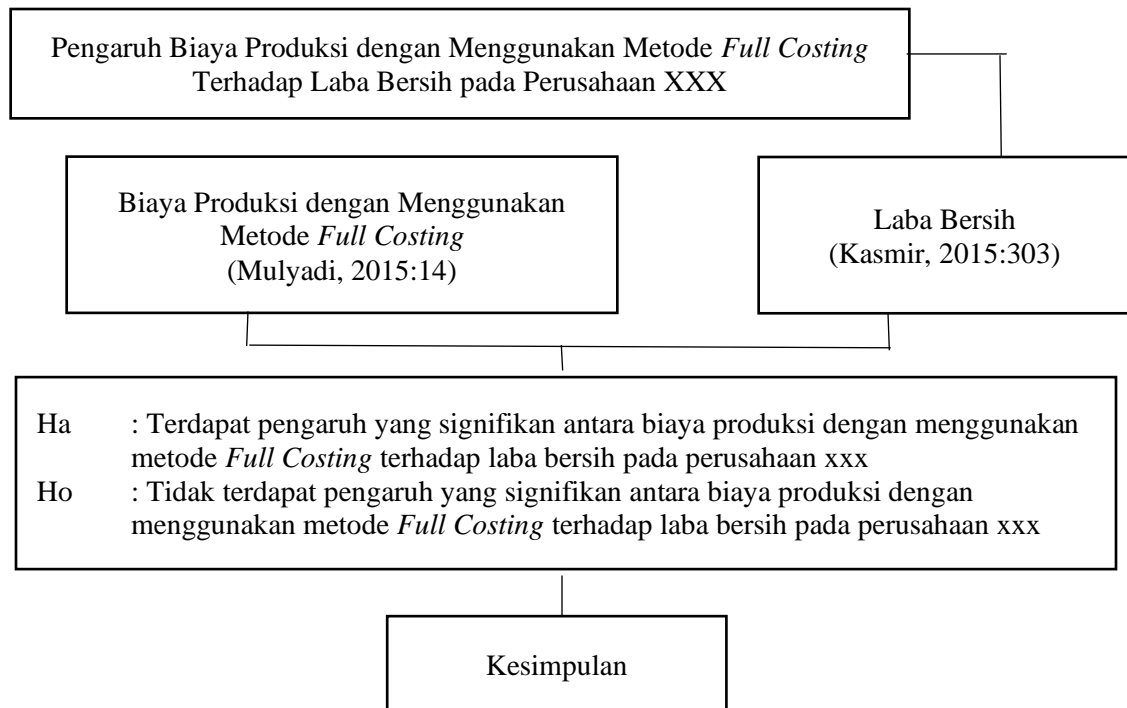 Pengaruh Biaya Produksi dengan Menggunakan Metode Full Costing
Terhadap Laba Bersih pada Perusahaan XXX
Biaya Produksi dengan Menggunakan
Metode Full Costing
(Mulyadi, 2015:14)
Laba Bersih
(Kasmir, 2015:303)
Ha : Terdapat pengaruh yang signifikan antara biaya produksi dengan menggunakan
metode Full Costing terhadap laba bersih pada perusahaan xxx
Ho : Tidak terdapat pengaruh yang signifikan antara biaya produksi dengan
menggunakan metode Full Costing terhadap laba bersih pada perusahaan xxx
Kesimpulan